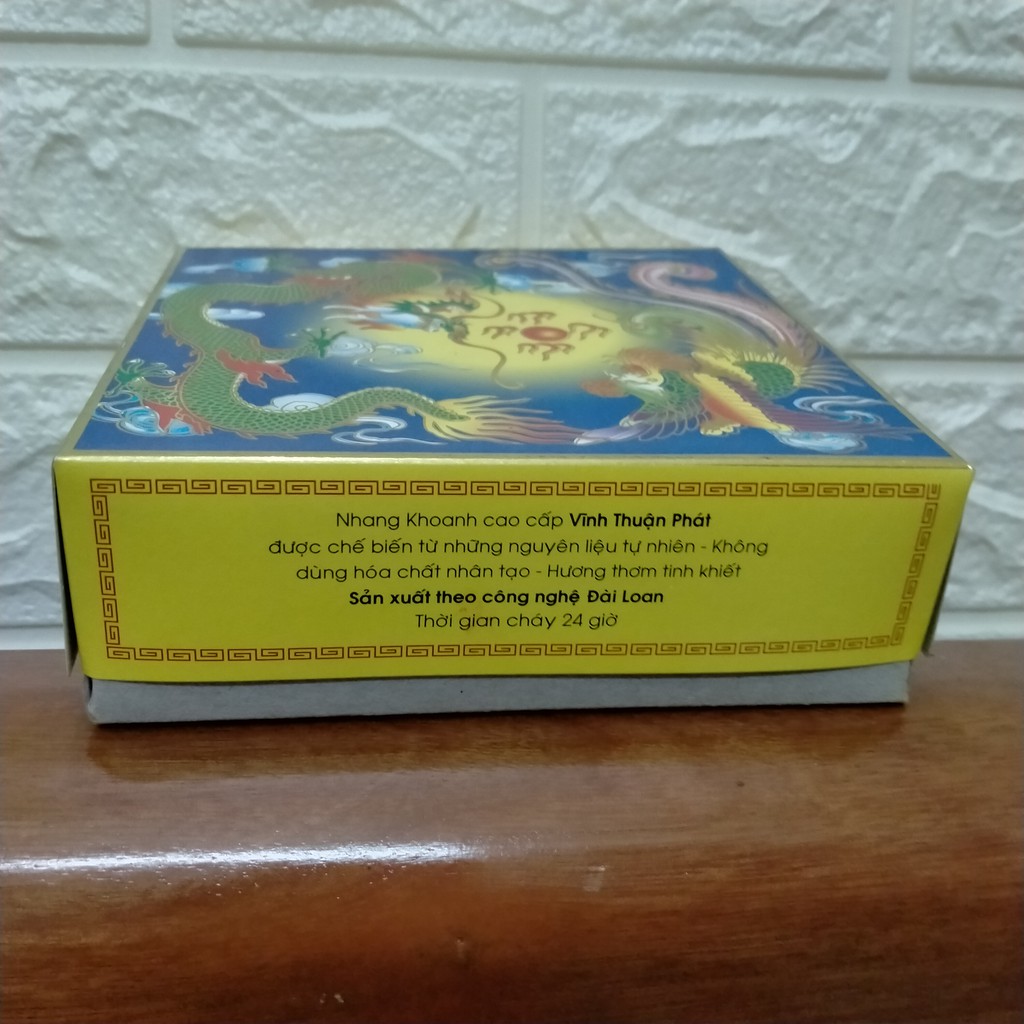 Nhang Khoanh cao cấp Vĩnh Thuận Phát
được chế biến từ những nguyên liệu tự nhiên - Không
dùng hóa chất nhân tạo - Hương thơm tinh khiết
Sản xuất theo công nghệ Đài Loan
Thời gian cháy 24 giờ